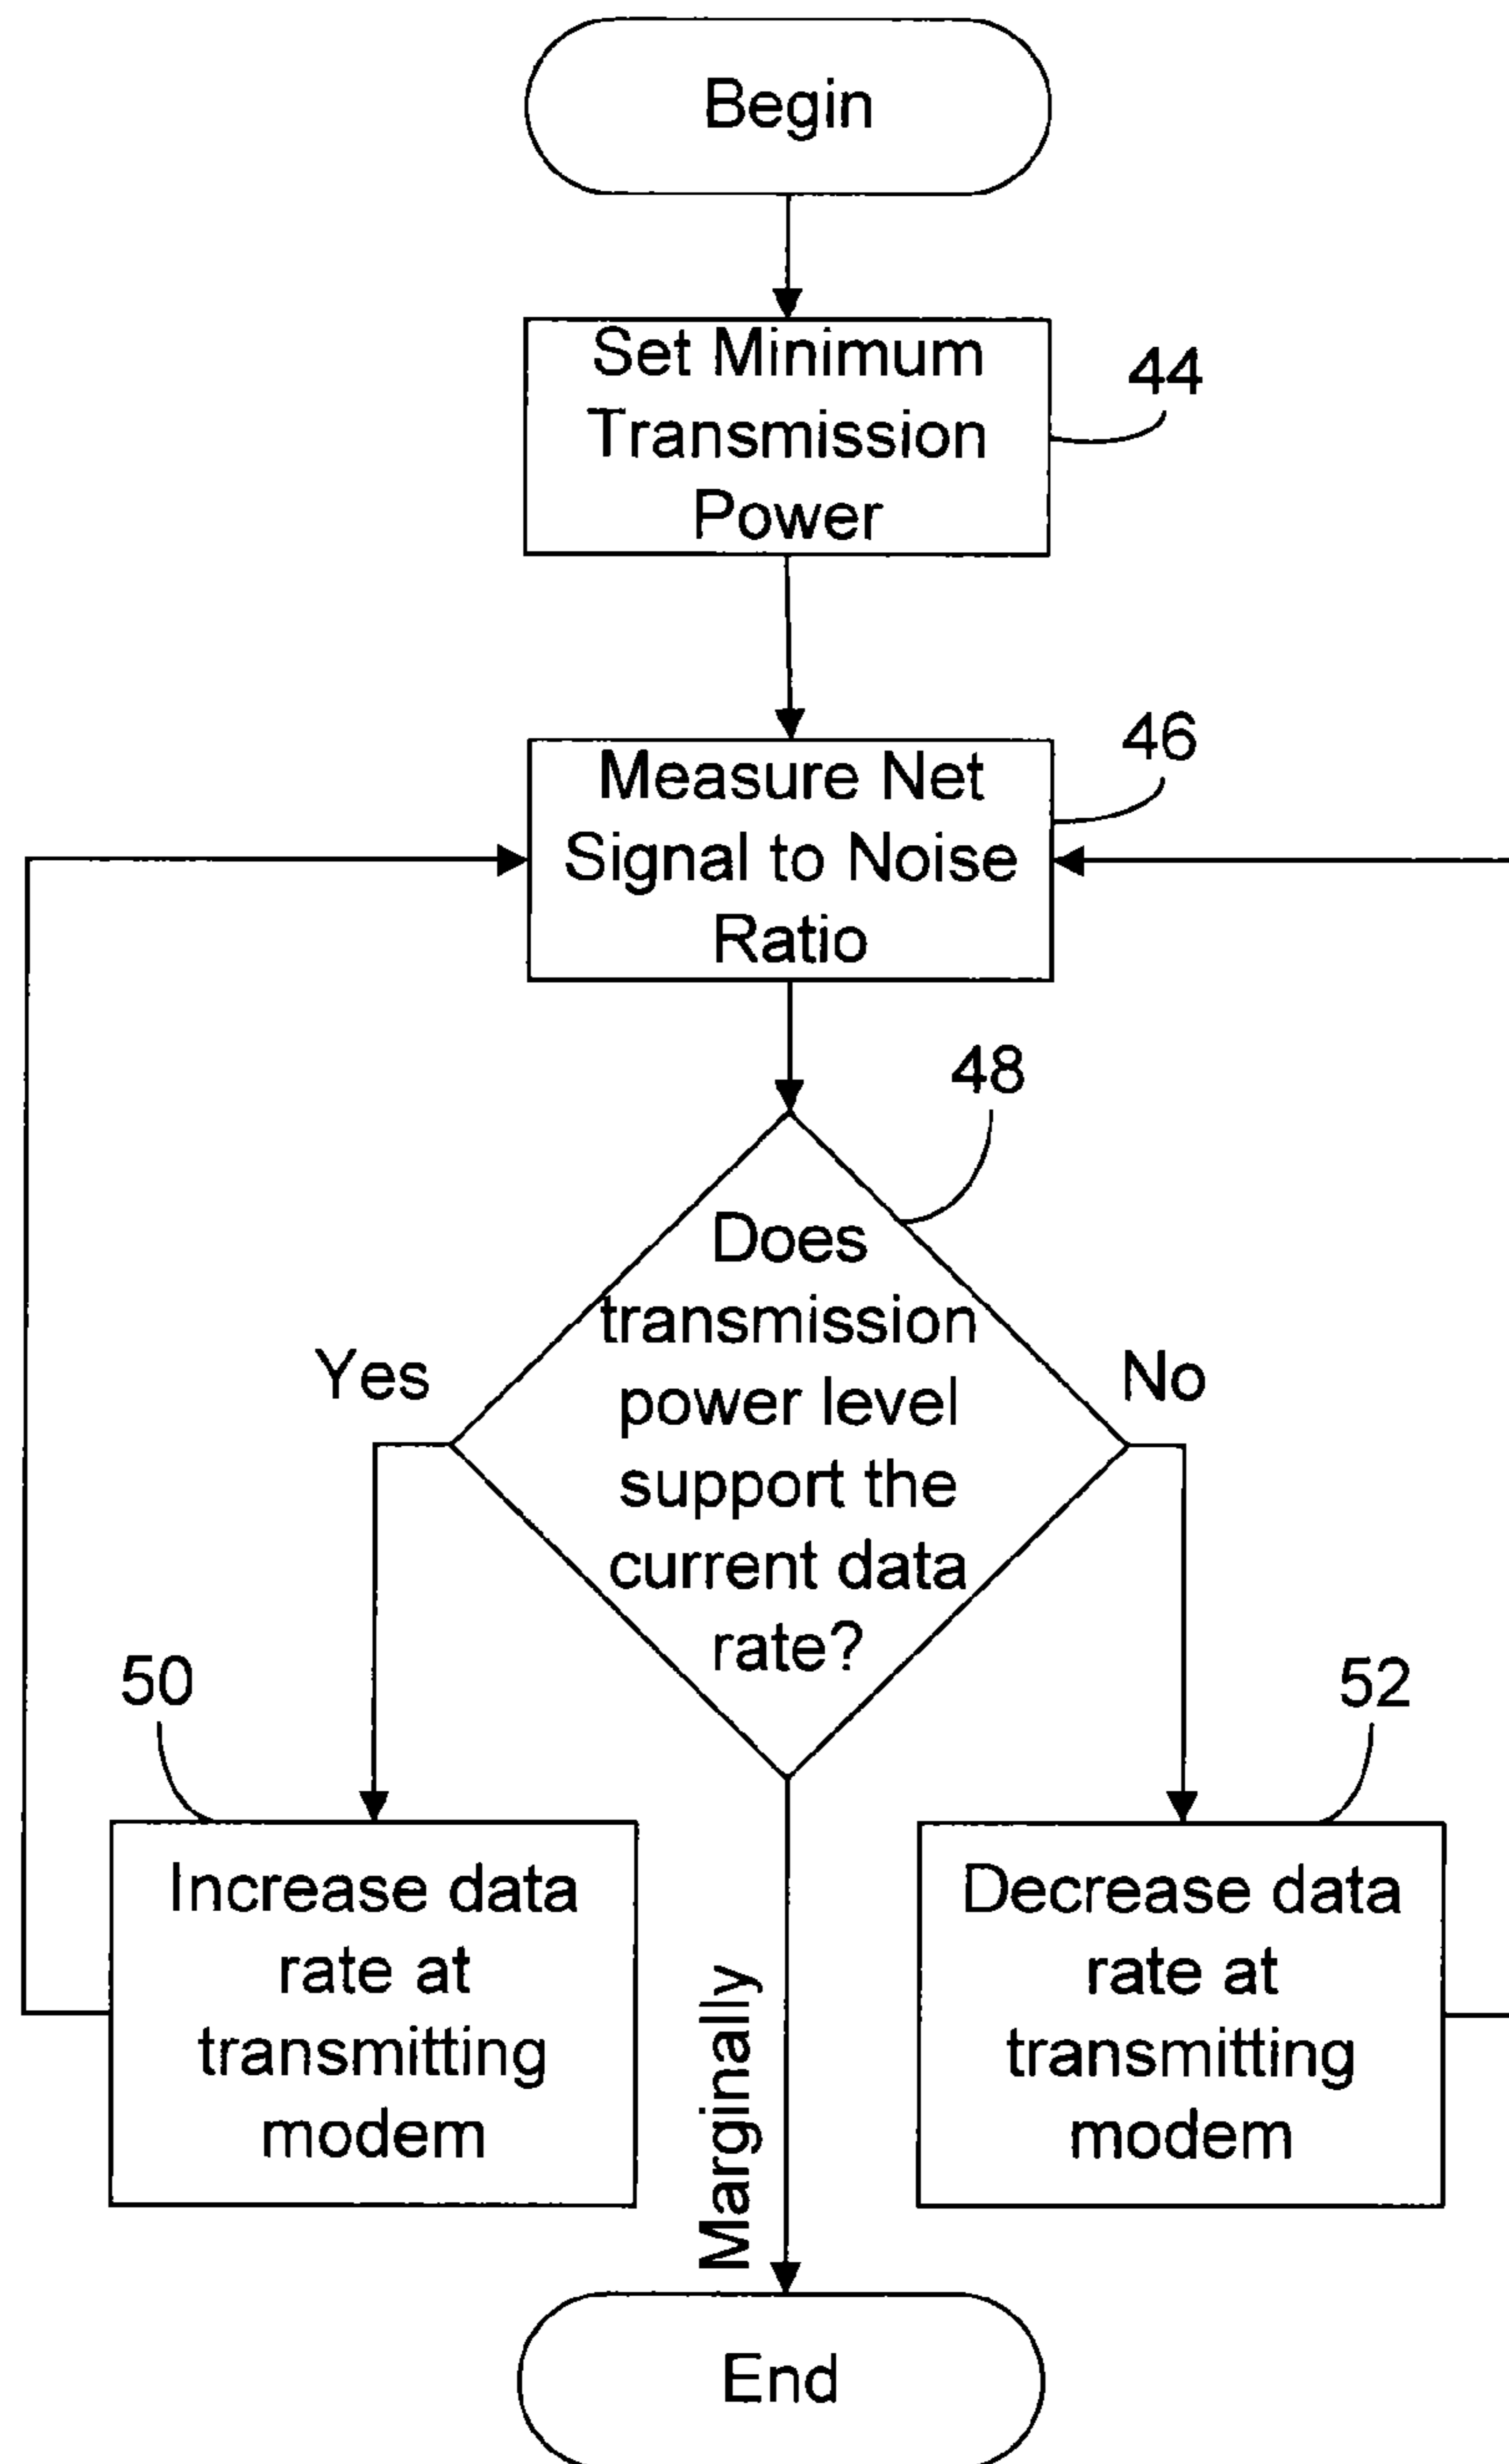 Begin
Set Minimum
Transmission
Power
44
Measure Net
Signal to Noise
Ratio
46
48
Does
transmission
power level
support the
current data
rate?
Yes
No
50
52
Increase data
rate at
transmitting
modem
Marginally
Decrease data
rate at
transmitting
modem
End